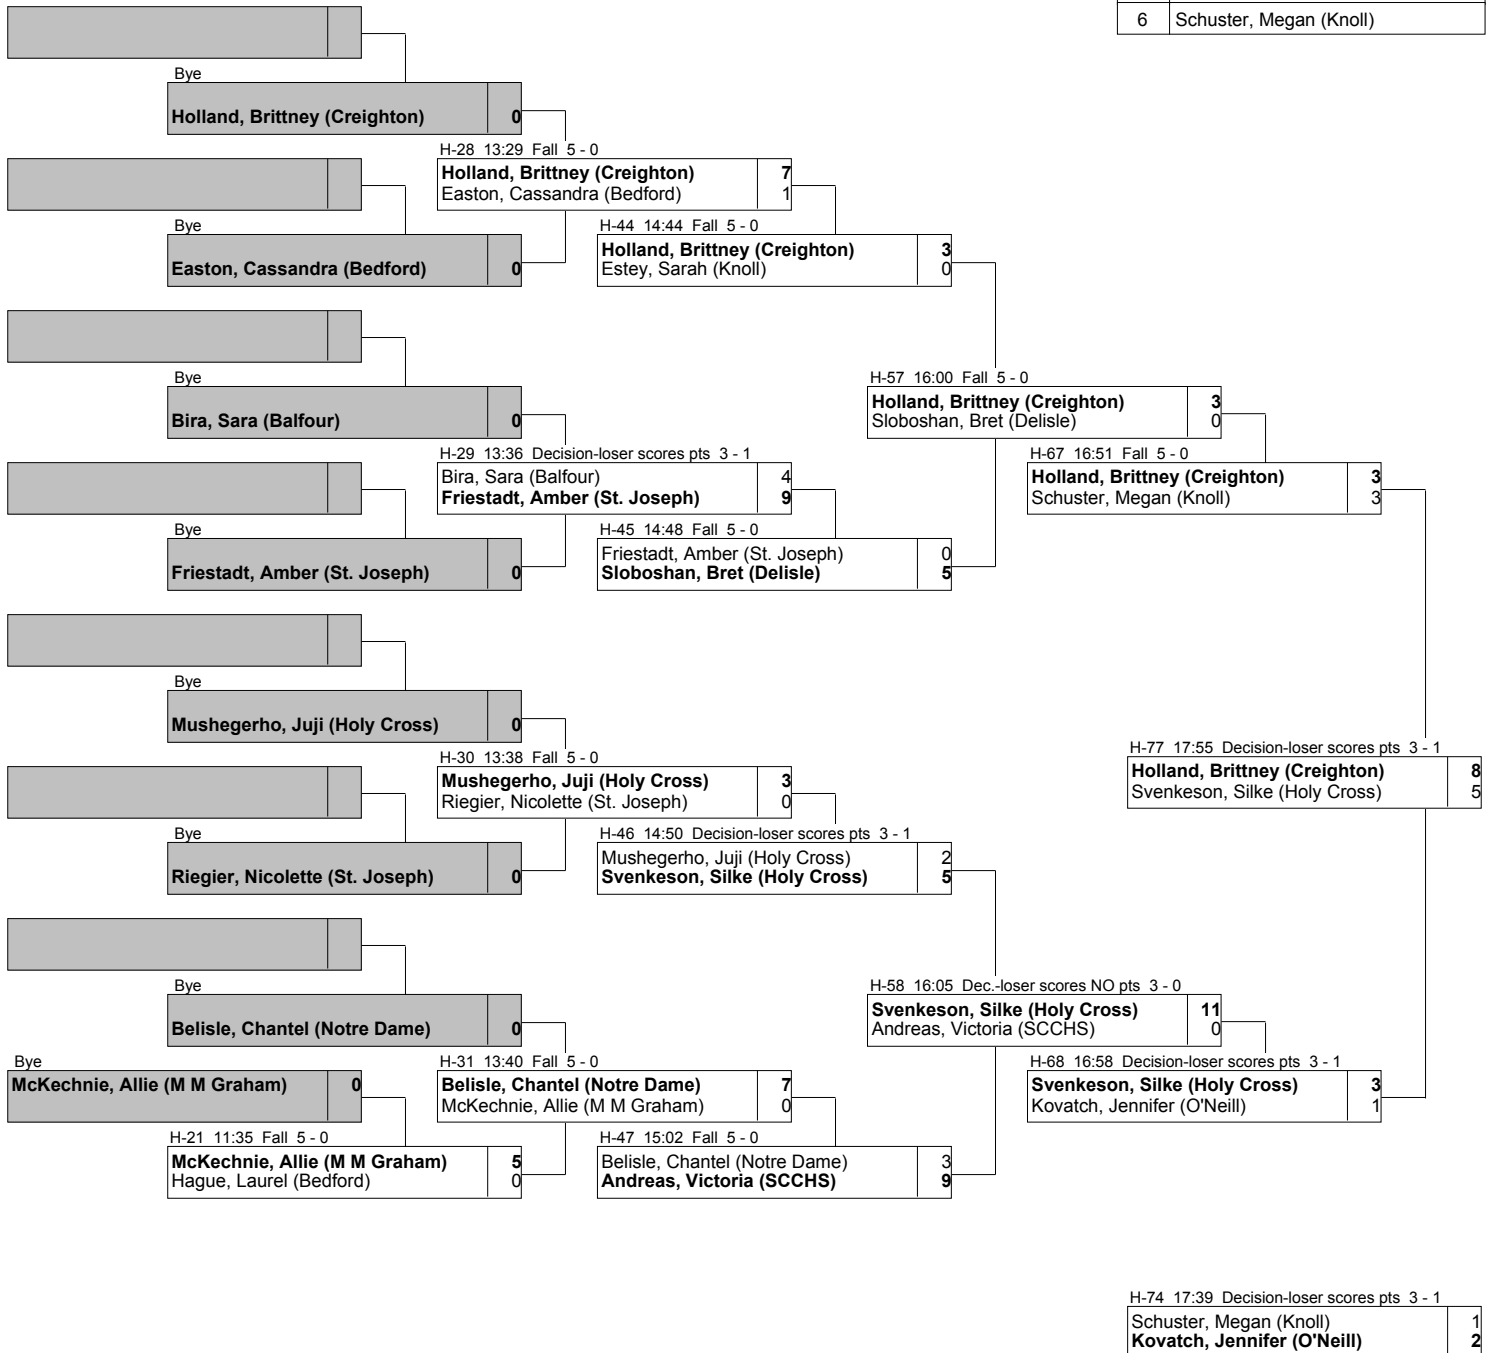 6 Schuster, Megan (Knoll)
Bye
Holland, Brittney (Creighton) 0
H-28 13:29 Fall 5 - 0
Holland, Brittney (Creighton) 7
Easton, Cassandra (Bedford) 1
Bye
Easton, Cassandra (Bedford) 0
H-44 14:44 Fall 5 - 0
Holland, Brittney (Creighton) 3
Estey, Sarah (Knoll) 0
Bye
Bira, Sara (Balfour) 0
H-57 16:00 Fall 5 - 0
Holland, Brittney (Creighton) 3
Sloboshan, Bret (Delisle) 0
H-29 13:36 Decision-loser scores pts 3 - 1
Bira, Sara (Balfour) 4
Friestadt, Amber (St. Joseph) 9
H-67 16:51 Fall 5 - 0
Holland, Brittney (Creighton) 3
Schuster, Megan (Knoll) 3
Bye
Friestadt, Amber (St. Joseph) 0
H-45 14:48 Fall 5 - 0
Friestadt, Amber (St. Joseph) 0
Sloboshan, Bret (Delisle) 5
Bye
Mushegerho, Juji (Holy Cross) 0
H-30 13:38 Fall 5 - 0
Mushegerho, Juji (Holy Cross) 3
Riegier, Nicolette (St. Joseph) 0
H-77 17:55 Decision-loser scores pts 3 - 1
Holland, Brittney (Creighton) 8
Svenkeson, Silke (Holy Cross) 5
Bye
Riegier, Nicolette (St. Joseph) 0
H-46 14:50 Decision-loser scores pts 3 - 1
Mushegerho, Juji (Holy Cross) 2
Svenkeson, Silke (Holy Cross) 5
Bye
Belisle, Chantel (Notre Dame) 0
H-58 16:05 Dec.-loser scores NO pts 3 - 0
Svenkeson, Silke (Holy Cross) 11
Andreas, Victoria (SCCHS) 0
Bye
McKechnie, Allie (M M Graham) 0
H-31 13:40 Fall 5 - 0
Belisle, Chantel (Notre Dame) 7
McKechnie, Allie (M M Graham) 0
H-68 16:58 Decision-loser scores pts 3 - 1
Svenkeson, Silke (Holy Cross) 3
Kovatch, Jennifer (O'Neill) 1
H-21 11:35 Fall 5 - 0
McKechnie, Allie (M M Graham) 5
Hague, Laurel (Bedford) 0
H-47 15:02 Fall 5 - 0
Belisle, Chantel (Notre Dame) 3
Andreas, Victoria (SCCHS) 9
H-74 17:39 Decision-loser scores pts 3 - 1
Schuster, Megan (Knoll) 1
Kovatch, Jennifer (O'Neill) 2